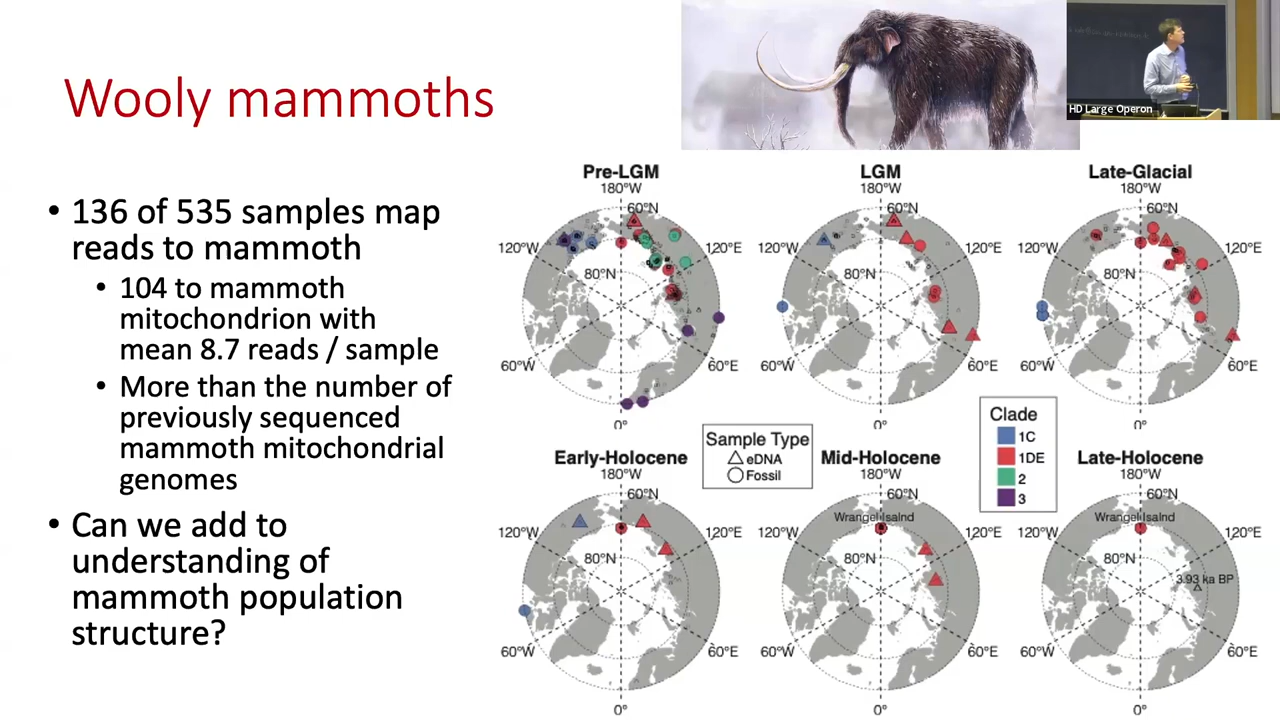 Wooly mammoths
HD Large Operon
• 136 of 535 samples map
reads to mammoth
• 104 to mammoth
mitochondrion with
mean 8.7 reads / sample
• More than the number of
previously sequenced
mammoth mitochondrial
genomes
• Can we add to
understanding of
mammoth population
structure?
Pre-LGM
180°W
60°N
120°W
120°E
80°N
60°W
60°E
0°
LGM
180°W
60°N
120°W
120°E
80°N
60°W
60°E
0°
Late-Glacial
180°W
60°N
120°W
120°E
80°N
60°W
60°E
0°
Sample Type
eDNA
Fossil
Clade
1C
1DE
2
3
Early-Holocene
180°W
60°N
120°W
120°E
80°N
60°W
60°E
0°
Mid-Holocene
180°W
60°N
Wrangel Isalnd
120°W
120°E
80°N
60°W
60°E
0°
Late-Holocene
180°W
60°N
Wrangel Isalnd
120°W
120°E
80°N
3.93 ka BP
60°W
60°E
0°